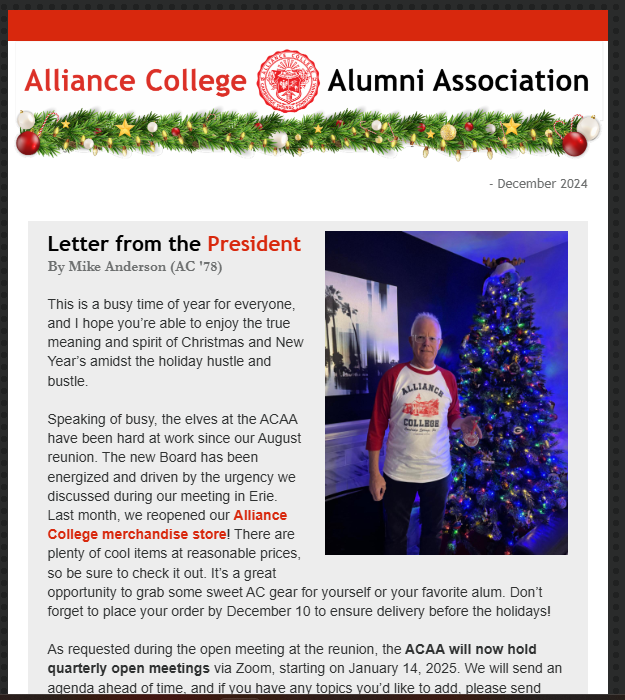 Alliance College Alumni Association
- December 2024
Letter from the President
By Mike Anderson (AC '78)
This is a busy time of year for everyone,
and I hope you’re able to enjoy the true
meaning and spirit of Christmas and New
Year’s amidst the holiday hustle and
bustle.
Speaking of busy, the elves at the ACAA
have been hard at work since our August
reunion. The new Board has been
energized and driven by the urgency we
discussed during our meeting in Erie.
Last month, we reopened our Alliance
College merchandise store! There are
plenty of cool items at reasonable prices,
so be sure to check it out. It’s a great
opportunity to grab some sweet AC gear for yourself or your favorite alum. Don’t
forget to place your order by December 10 to ensure delivery before the holidays!
ALLIANCE
COLLEGE
As requested during the open meeting at the reunion, the ACAA will now hold
quarterly open meetings via Zoom, starting on January 14, 2025. We will send an
agenda ahead of time, and if you have any topics you’d like to add, please send